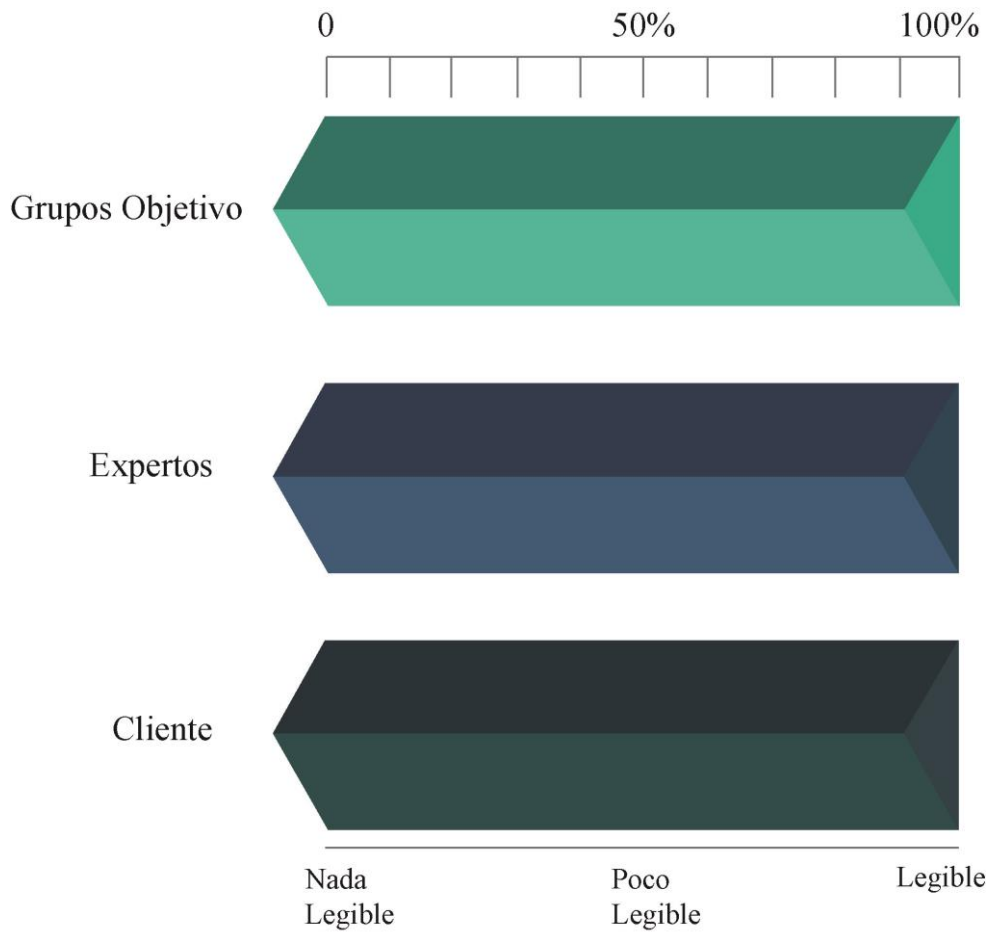 0 50% 100%
Grupos Objetivo
Expertos
Cliente
Nada Legible
Poco Legible
Legible